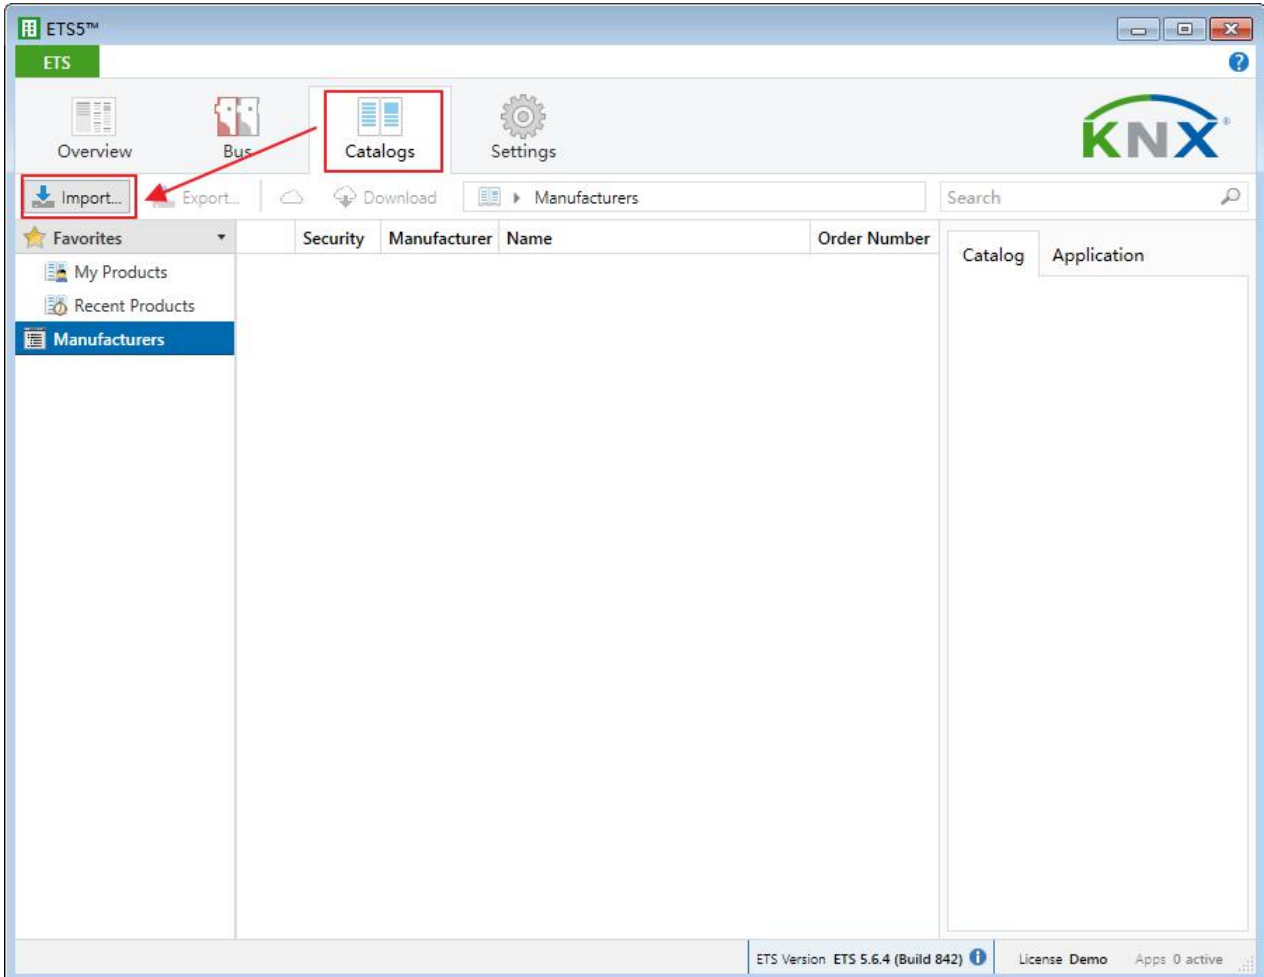 ETS5™
ETS
Overview
Bus
Catalogs
Settings
KNX®
Import...
Export...
Download
Manufacturers
Search
Favorites
Security Manufacturer Name Order Number
Catalog Application
My Products
Recent Products
Manufacturers
ETS Version ETS 5.6.4 (Build 842) License Demo Apps 0 active